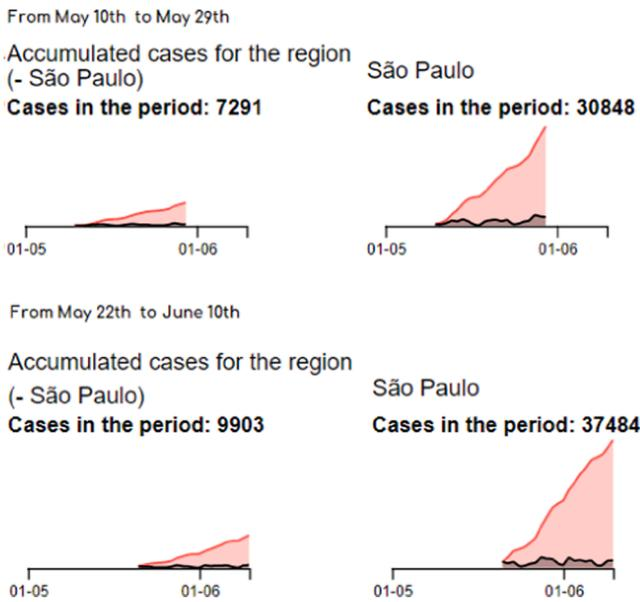 From May 10th to May 29th
Accumulated cases for the region
(- São Paulo)
Cases in the period: 7291
São Paulo
Cases in the period: 30848
01-05
01-06
01-05
01-06
From May 22th to June 10th
Accumulated cases for the region
(- São Paulo)
Cases in the period: 9903
São Paulo
Cases in the period: 37484
01-05
01-06
01-05
01-06